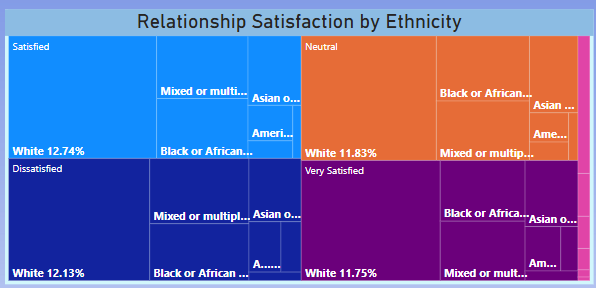 Relationship Satisfaction by Ethnicity
Satisfied
Mixed or multi...
Asian o...
Ameri...
White 12.74%
Black or African...
Neutral
Black or African...
Asian ...
Ame...
White 11.83%
Mixed or multip...
Dissatisfied
Mixed or multipl...
Asian o...
A......
White 12.13%
Black or African ...
Very Satisfied
Black or Africa...
Asian o...
Am...
White 11.75%
Mixed or mult...